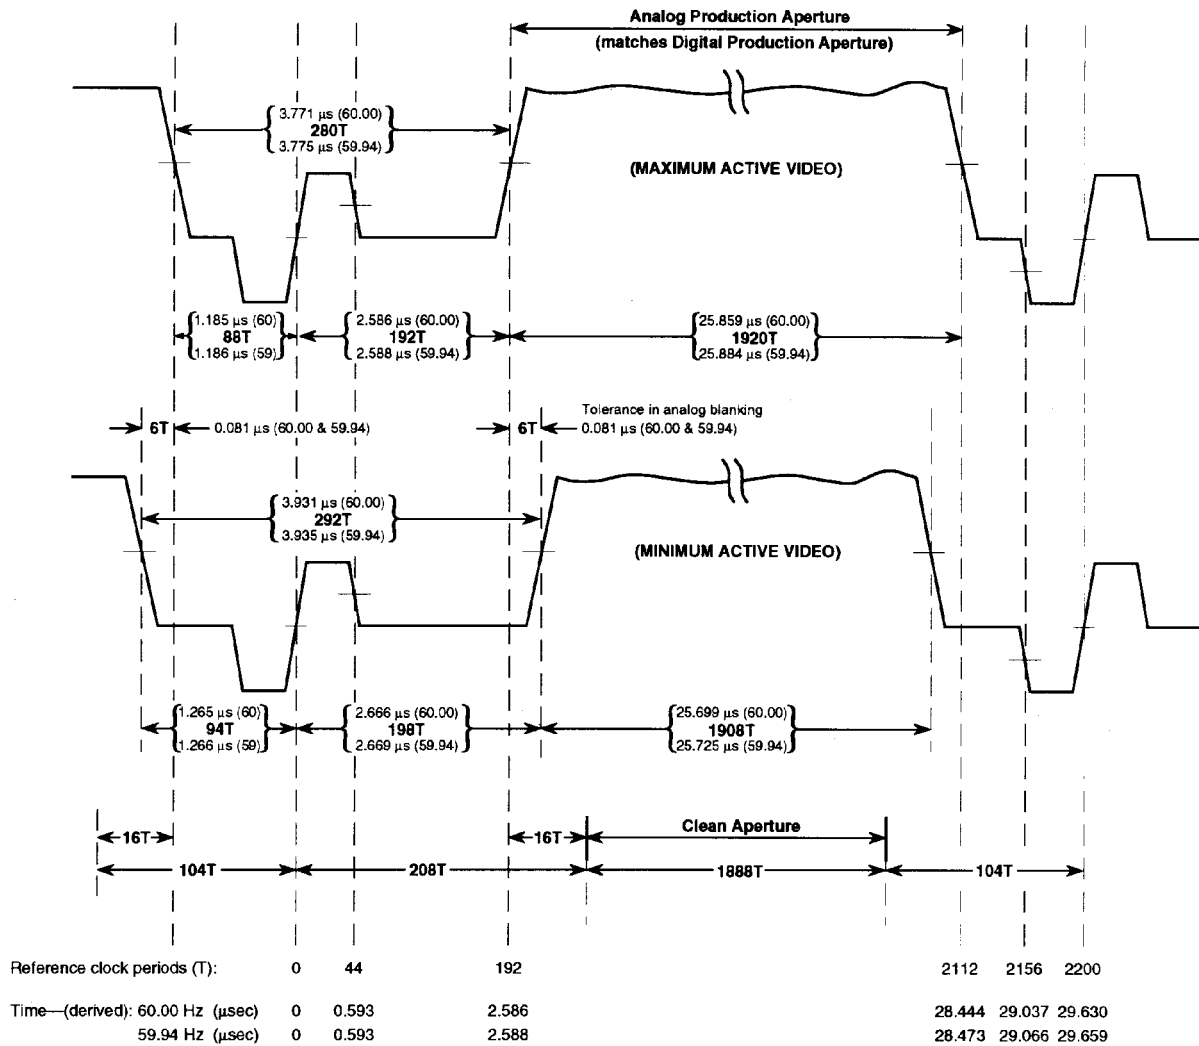 Analog Production Aperture
(matches Digital Production Aperture)
3.771 µs (60.00)
280T
3.775 µs (59.94)
(MAXIMUM ACTIVE VIDEO)
1.185 µs (60)
88T
1.186 µs (59)
2.586 µs (60.00)
192T
2.588 µs (59.94)
25.859 µs (60.00)
1920T
25.884 µs (59.94)
6T
0.081 µs (60.00 & 59.94)
6T
Tolerance in analog blanking
0.081 µs (60.00 & 59.94)
3.931 µs (60.00)
292T
3.935 µs (59.94)
(MINIMUM ACTIVE VIDEO)
1.265 µs (60)
94T
1.266 µs (59)
2.666 µs (60.00)
198T
2.669 µs (59.94)
25.699 µs (60.00)
1908T
25.725 µs (59.94)
16T
16T
Clean Aperture
104T
208T
1888T
104T
Reference clock periods (T): 0 44 192 2112 2156 2200
Time—(derived): 60.00 Hz (µsec) 0 0.593 2.586 28.444 29.037 29.630
59.94 Hz (µsec) 0 0.593 2.588 28.473 29.066 29.659